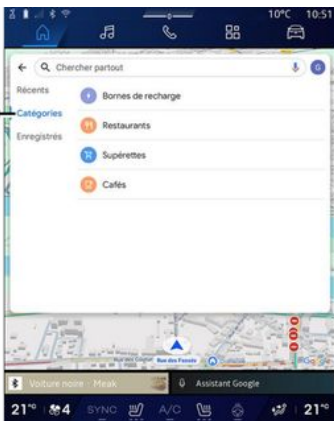 10°C 10:51
Chercher partout
G
Récents
Catégories
Enregistrés
Bornes de recharge
Restaurants
Supérettes
Cafés
Rue des Fossés
Voiture noire · Meak
Assistant Google
21°C 4 SYNC A/C 21°C